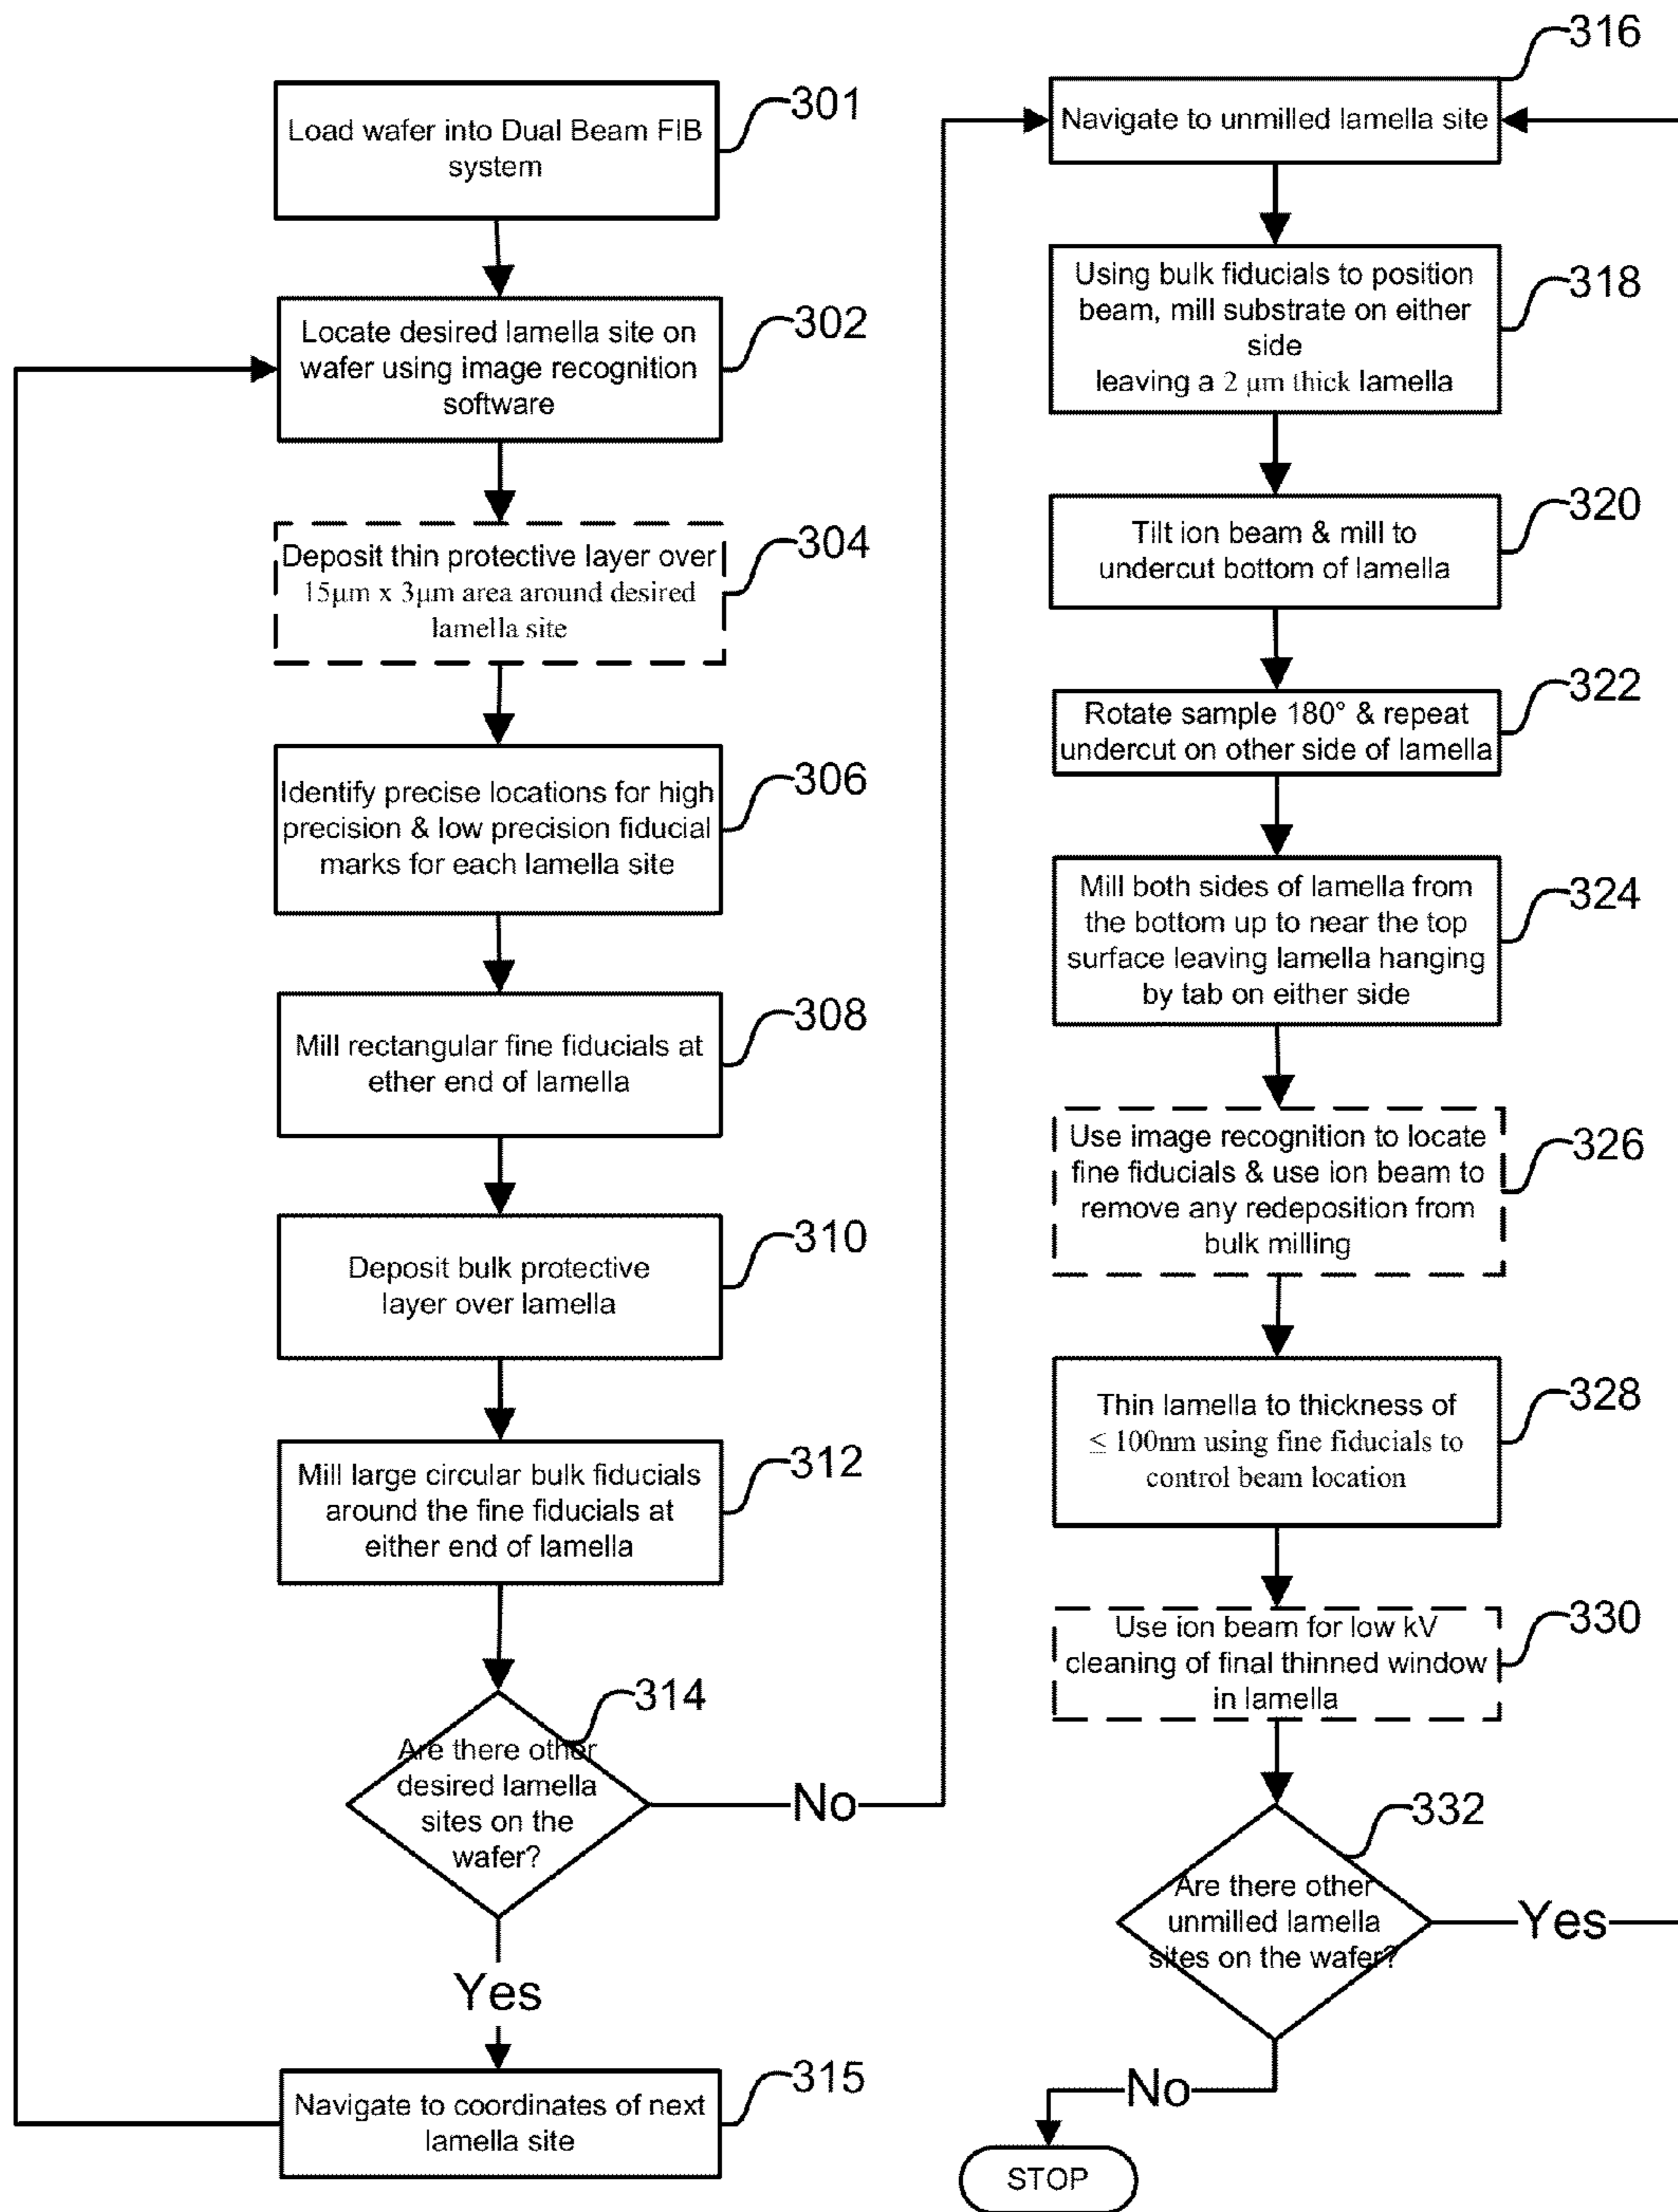 301
Load wafer into Dual Beam FIB
system
302
Locate desired lamella site on
wafer using image recognition
software
304
Deposit thin protective layer over
15μm x 3μm area around desired
lamella site
306
Identify precise locations for high
precision & low precision fiducial
marks for each lamella site
308
Mill rectangular fine fiducials at
ether end of lamella
310
Deposit bulk protective
layer over lamella
312
Mill large circular bulk fiducials
around the fine fiducials at
either end of lamella
314
Are there other
desired lamella
sites on the
wafer?
No
Yes
315
Navigate to coordinates of next
lamella site
316
Navigate to unmilled lamella site
318
Using bulk fiducials to position
beam, mill substrate on either
side
leaving a 2 μm thick lamella
320
Tilt ion beam & mill to
undercut bottom of lamella
322
Rotate sample 180° & repeat
undercut on other side of lamella
324
Mill both sides of lamella from
the bottom up to near the top
surface leaving lamella hanging
by tab on either side
326
Use image recognition to locate
fine fiducials & use ion beam to
remove any redeposition from
bulk milling
328
Thin lamella to thickness of
≤ 100nm using fine fiducials to
control beam location
330
Use ion beam for low kV
cleaning of final thinned window
in lamella
332
Are there other
unmilled lamella
sites on the wafer?
Yes
No
STOP